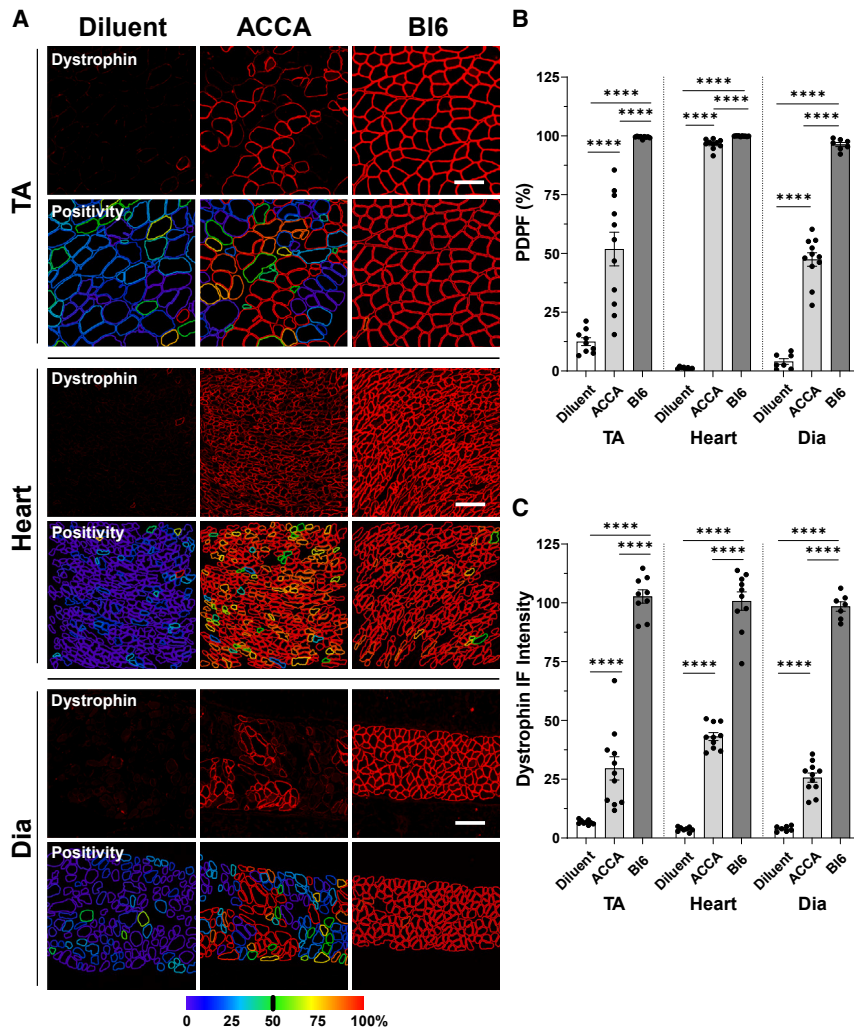 A
Diluent ACCA Bl6
TA
Dystrophin
Positivity
Heart
Dystrophin
Positivity
Dia
Dystrophin
Positivity
0 25 50 75 100%
B
PDPF (%)
125
100
75
50
25
0
**** **** ****
**** **** ****
**** **** ****
Diluent ACCA Bl6 Diluent ACCA Bl6 Diluent ACCA Bl6
TA Heart Dia
C
Dystrophin IF Intensity
125
100
75
50
25
0
**** **** ****
**** **** ****
**** **** ****
Diluent ACCA Bl6 Diluent ACCA Bl6 Diluent ACCA Bl6
TA Heart Dia